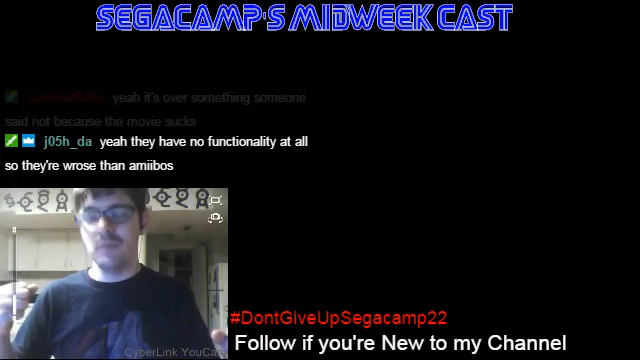 SEGACAMP'S MIDWEEK CAST
AndrewRoks yeah it's over something someone
said not because the movie sucks
j05h_da yeah they have no functionality at all
so they're wrose than amiibos
#DontGiveUpSegacamp22
CyberLink YouCa
Follow if you're New to my Channel